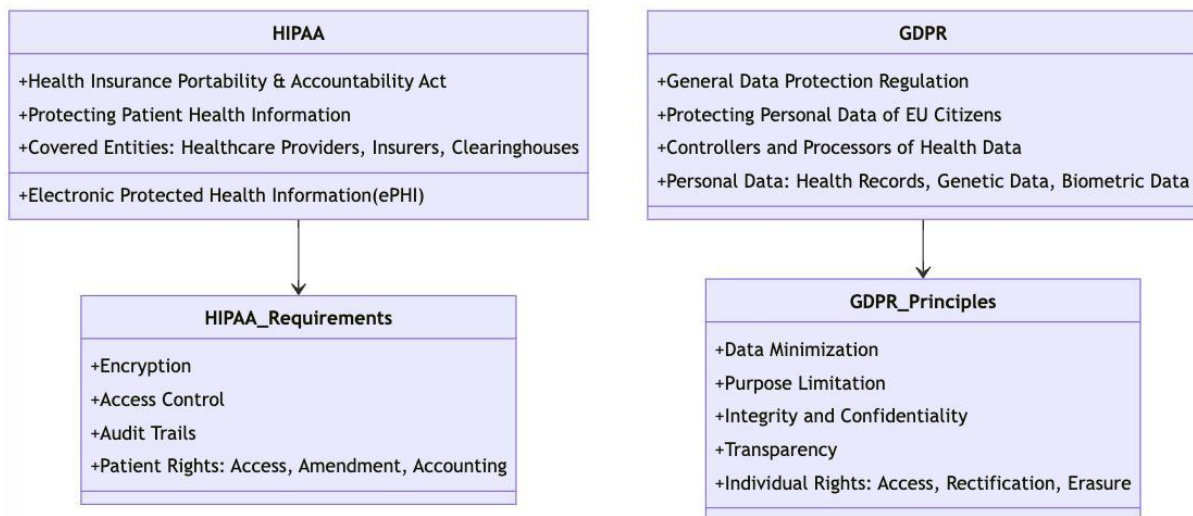 HIPAA
+Health Insurance Portability & Accountability Act
+Protecting Patient Health Information
+Covered Entities: Healthcare Providers, Insurers, Clearinghouses
+Electronic Protected Health Information(ePHI)
HIPAA_Requirements
+Encryption
+Access Control
+Audit Trails
+Patient Rights: Access, Amendment, Accounting
GDPR
+General Data Protection Regulation
+Protecting Personal Data of EU Citizens
+Controllers and Processors of Health Data
+Personal Data: Health Records, Genetic Data, Biometric Data
GDPR_Principles
+Data Minimization
+Purpose Limitation
+Integrity and Confidentiality
+Transparency
+Individual Rights: Access, Rectification, Erasure